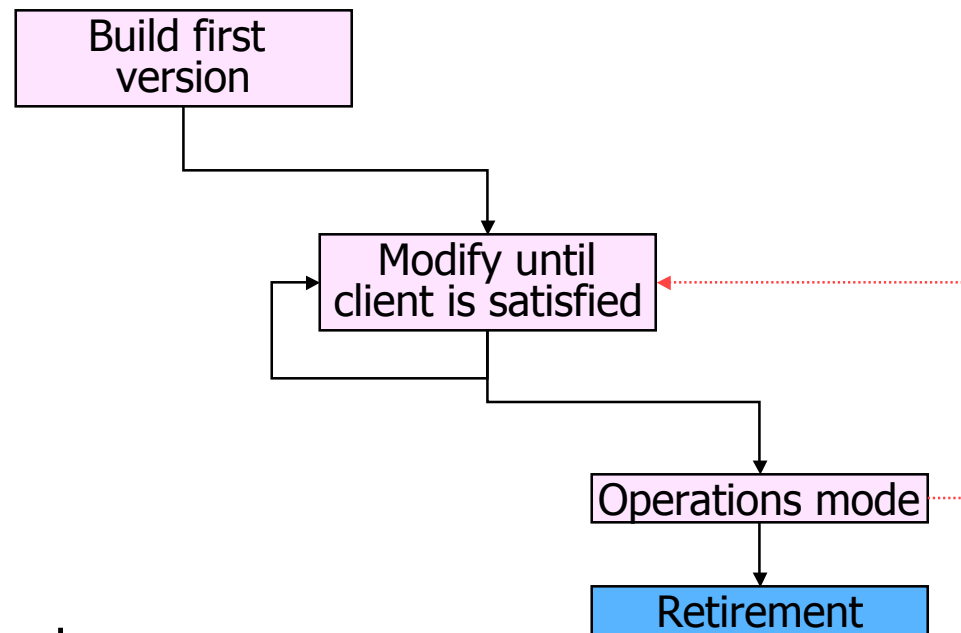 Build first
version
Modify until
client is satisfied
Operations mode
Retirement